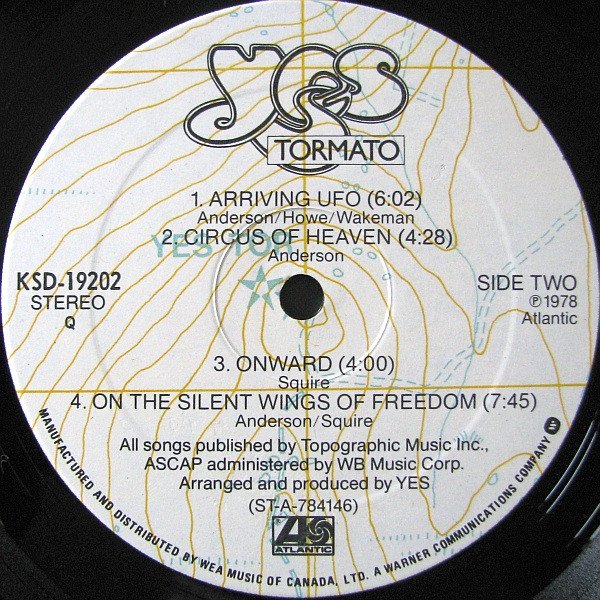 Yes
TORMATO
1. ARRIVING UFO (6:02)
Anderson/Howe/Wakeman
2. CIRCUS OF HEAVEN (4:28)
Anderson
YES TOR
KSD-19202
STEREO
Q
SIDE TWO
℗1978
Atlantic
3. ONWARD (4:00)
Squire
4. ON THE SILENT WINGS OF FREEDOM (7:45)
Anderson/Squire
All songs published by Topographic Music Inc.,
ASCAP administered by WB Music Corp.
Arranged and produced by YES
(ST-A-784146)
ATLANTIC
MANUFACTURED AND DISTRIBUTED BY WEA MUSIC OF CANADA, LTD. A WARNER COMMUNICATIONS COMPANY